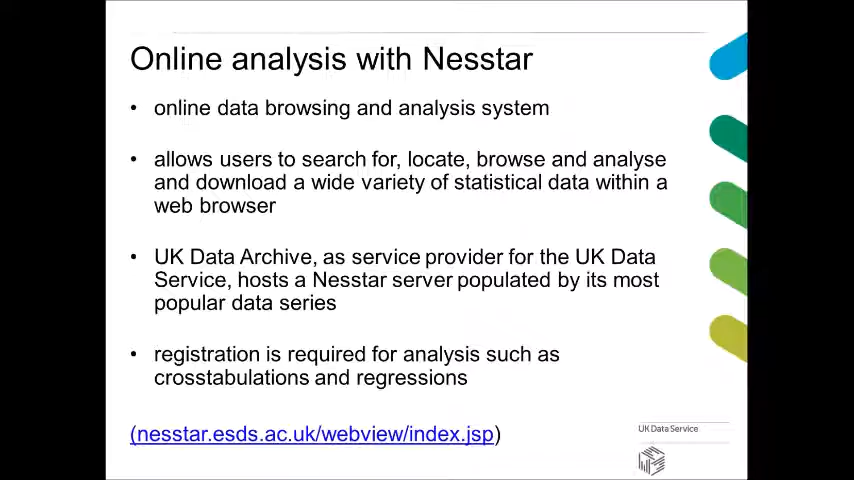 Online analysis with Nesstar
• online data browsing and analysis system
• allows users to search for, locate, browse and analyse
and download a wide variety of statistical data within a
web browser
• UK Data Archive, as service provider for the UK Data
Service, hosts a Nesstar server populated by its most
popular data series
• registration is required for analysis such as
crosstabulations and regressions
(nesstar.esds.ac.uk/webview/index.jsp)
UK Data Service